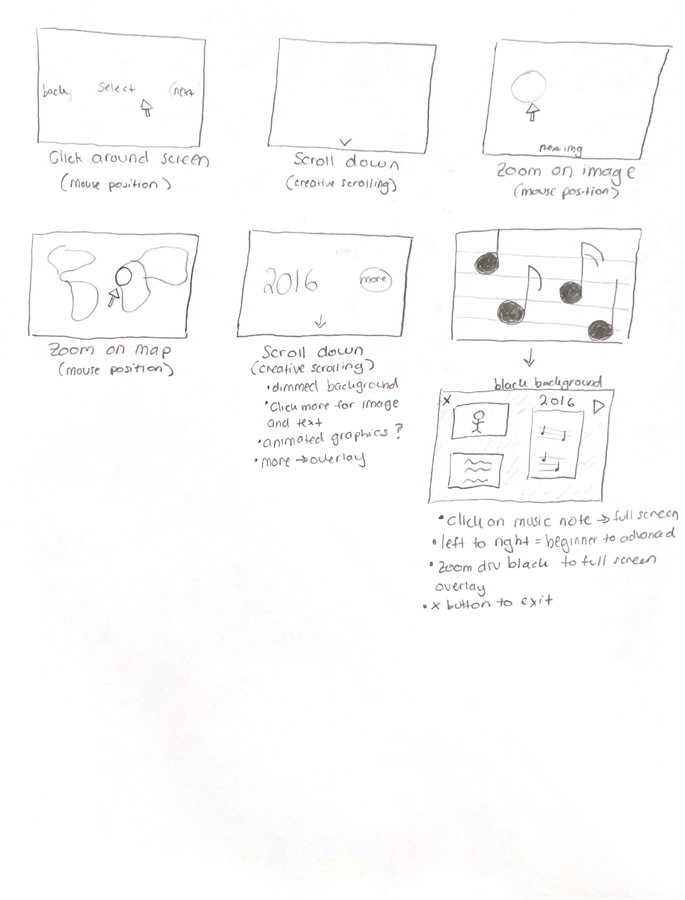 back
Select
next
Click around screen
(mouse position)
Scroll down
(creative scrolling)
next img
Zoom on image
(mouse position)
Zoom on map
(mouse position)
2016
more
Scroll down
(creative scrolling)
• dimmed background
• Click more for image
and text
• animated graphics?
• more → overlay
black background
x
2016
• Click on music note → full screen
• left to right = beginner to advanced
• Zoom div black to full screen
overlay
• x button to exit